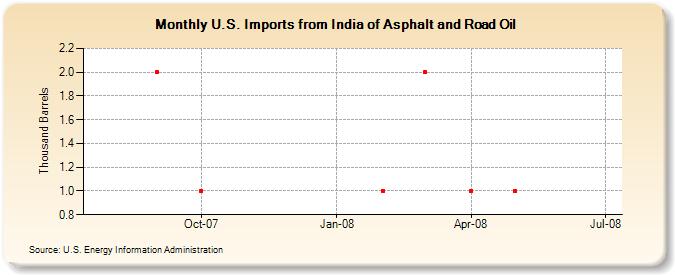 Monthly U.S. Imports from India of Asphalt and Road Oil
Thousand Barrels
2.2
2.0
1.8
1.6
1.4
1.2
1.0
0.8
Oct-07 Jan-08 Apr-08 Jul-08
Source: U.S. Energy Information Administration